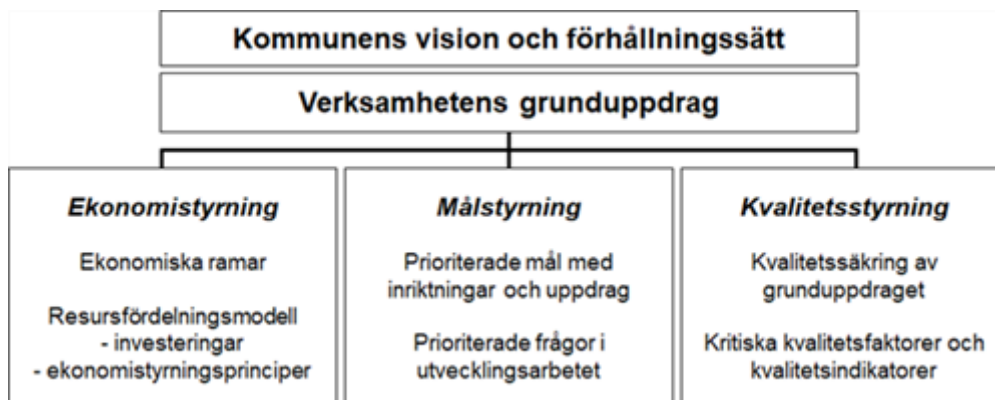 Kommunens vision och förhållningssätt
Verksamhetens grunduppdrag
Ekonomistyrning
Ekonomiska ramar
Resursfördelningsmodell
- investeringar
- ekonomistyrningsprinciper
Målstyrning
Prioriterade mål med
inriktningar och uppdrag
Prioriterade frågor i
utvecklingsarbetet
Kvalitetsstyrning
Kvalitetssäkring av
grunduppdraget
Kritiska kvalitetsfaktorer och
kvalitetsindikatorer